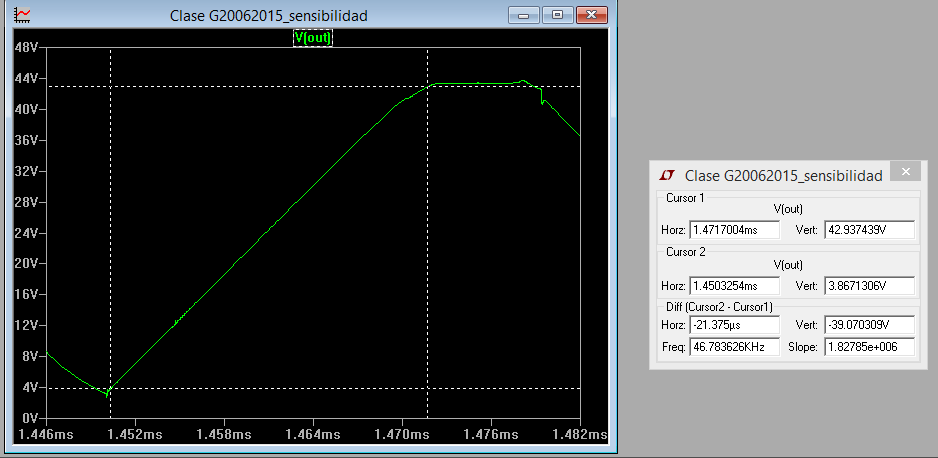 Clase G20062015_sensibilidad
V(out)
48V
44V
40V
36V
32V
28V
24V
20V
16V
12V
8V
4V
0V
1.446ms 1.452ms 1.458ms 1.464ms 1.470ms 1.476ms 1.482ms
Clase G20062015_sensibilidad
Cursor 1
V(out)
Horz: 1.4717004ms Vert: 42.937439V
Cursor 2
V(out)
Horz: 1.4503254ms Vert: 3.8671306V
Diff (Cursor2 - Cursor1)
Horz: -21.375µs Vert: -39.070309V
Freq: 46.783626KHz Slope: 1.82785e+006